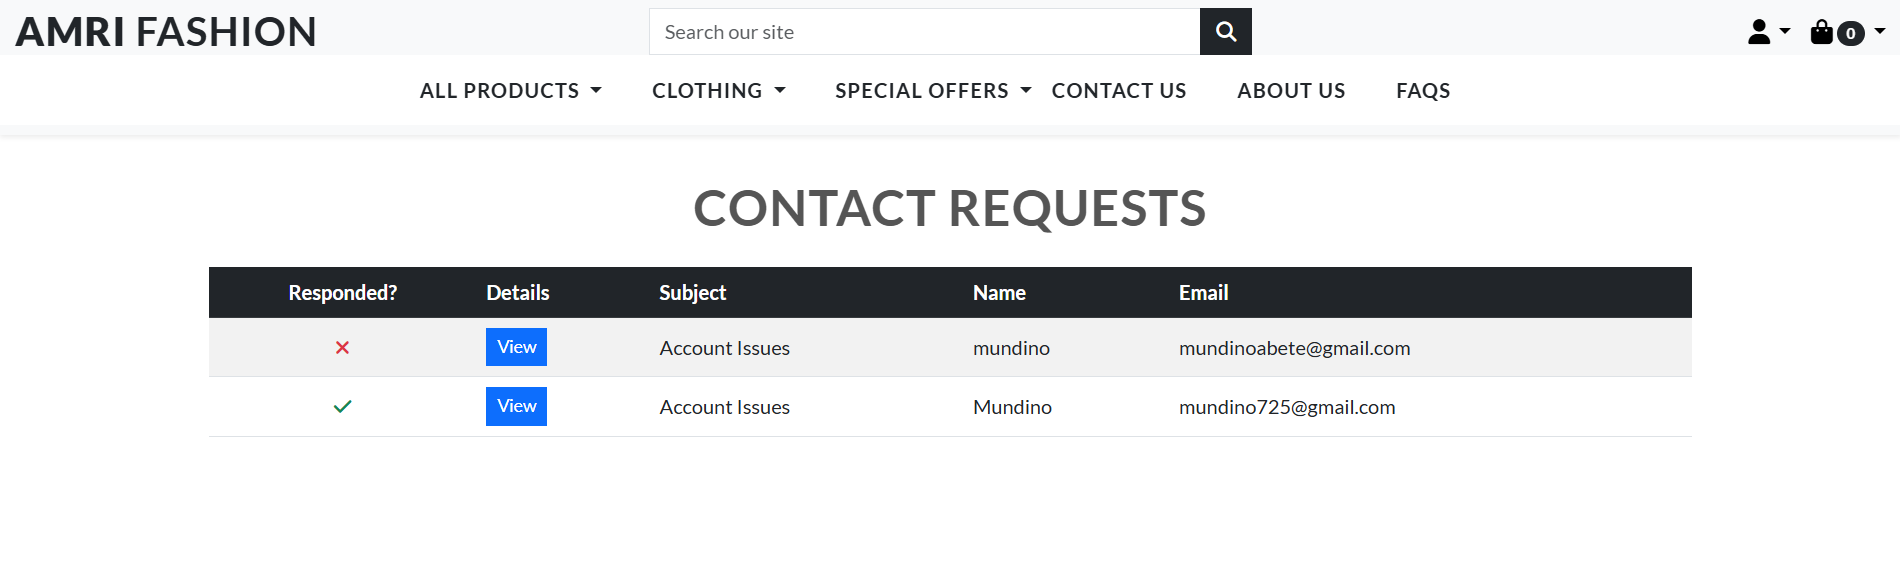 AMRI FASHION
Search our site
0
ALL PRODUCTS CLOTHING SPECIAL OFFERS CONTACT US ABOUT US FAQS
CONTACT REQUESTS
Responded? Details Subject Name Email
View Account Issues mundino mundinoabete@gmail.com
View Account Issues Mundino mundino725@gmail.com